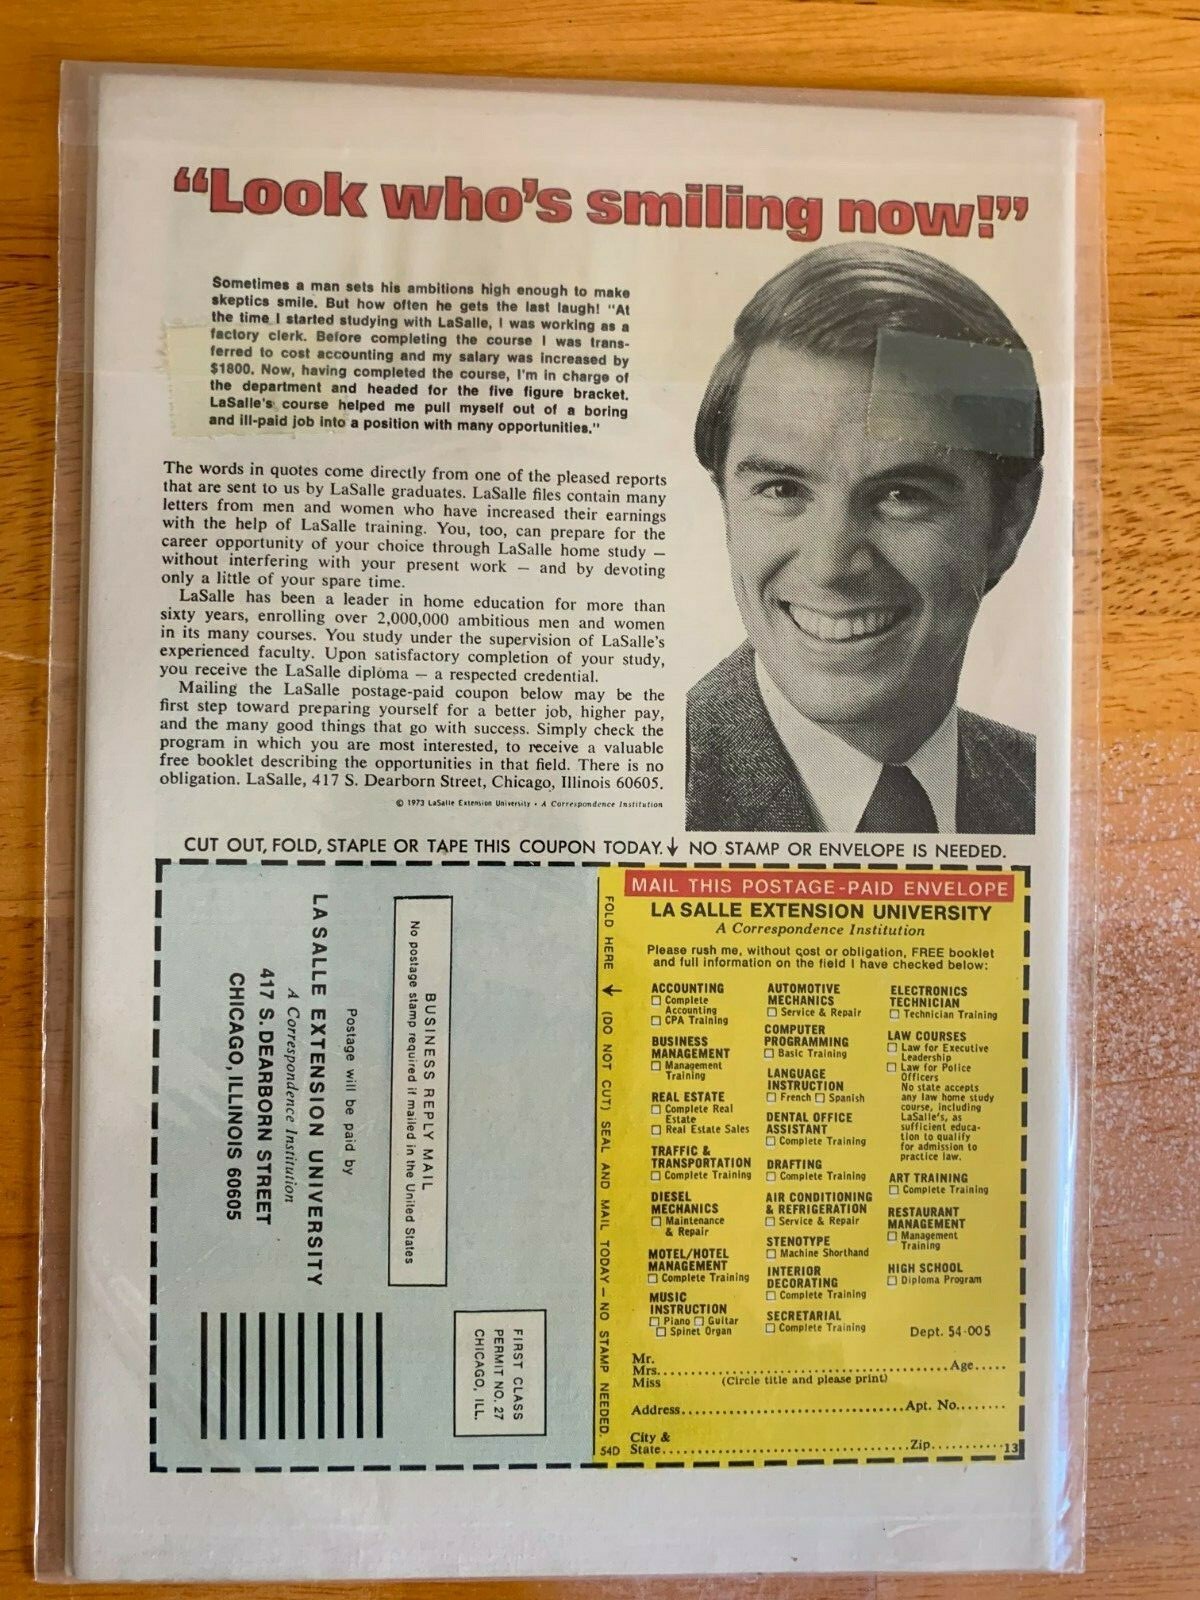 “Look who’s smiling now!”
Sometimes a man sets his ambitions high enough to make
skeptics smile. But how often he gets the last laugh! "At
the time I started studying with LaSalle, I was working as a
factory clerk. Before completing the course I was trans-
ferred to cost accounting and my salary was increased by
$1800. Now, having completed the course, I'm in charge of
the department and headed for the five figure bracket.
LaSalle's course helped me pull myself out of a boring
and ill-paid job into a position with many opportunities."
The words in quotes come directly from one of the pleased reports
that are sent to us by LaSalle graduates. LaSalle files contain many
letters from men and women who have increased their earnings
with the help of LaSalle training. You, too, can prepare for the
career opportunity of your choice through LaSalle home study —
without interfering with your present work — and by devoting
only a little of your spare time.
LaSalle has been a leader in home education for more than
sixty years, enrolling over 2,000,000 ambitious men and women
in its many courses. You study under the supervision of LaSalle's
experienced faculty. Upon satisfactory completion of your study,
you receive the LaSalle diploma — a respected credential.
Mailing the LaSalle postage-paid coupon below may be the
first step toward preparing yourself for a better job, higher pay,
and the many good things that go with success. Simply check the
program in which you are most interested, to receive a valuable
free booklet describing the opportunities in that field. There is no
obligation. LaSalle, 417 S. Dearborn Street, Chicago, Illinois 60605.
© 1973 LaSalle Extension University • A Correspondence Institution
CUT OUT, FOLD, STAPLE OR TAPE THIS COUPON TODAY.↓ NO STAMP OR ENVELOPE IS NEEDED.
FIRST CLASS
PERMIT NO. 27
CHICAGO, ILL.
BUSINESS REPLY MAIL
No postage stamp required if mailed in the United States
Postage will be paid by
LA SALLE EXTENSION UNIVERSITY
A Correspondence Institution
417 S. DEARBORN STREET
CHICAGO, ILLINOIS 60605
FOLD HERE ↓ (DO NOT CUT) SEAL AND MAIL TODAY — NO STAMP NEEDED.
54D
MAIL THIS POSTAGE-PAID ENVELOPE
LA SALLE EXTENSION UNIVERSITY
A Correspondence Institution
Please rush me, without cost or obligation, FREE booklet
and full information on the field I have checked below:
ACCOUNTING
☐ Complete
Accounting
☐ CPA Training
BUSINESS
MANAGEMENT
☐ Management
Training
REAL ESTATE
☐ Complete Real
Estate
☐ Real Estate Sales
TRAFFIC &
TRANSPORTATION
☐ Complete Training
DIESEL
MECHANICS
☐ Maintenance
& Repair
MOTEL/HOTEL
MANAGEMENT
☐ Complete Training
MUSIC
INSTRUCTION
☐ Piano ☐ Guitar
☐ Spinet Organ
AUTOMOTIVE
MECHANICS
☐ Service & Repair
COMPUTER
PROGRAMMING
☐ Basic Training
LANGUAGE
INSTRUCTION
☐ French ☐ Spanish
DENTAL OFFICE
ASSISTANT
☐ Complete Training
DRAFTING
☐ Complete Training
AIR CONDITIONING
& REFRIGERATION
☐ Service & Repair
STENOTYPE
☐ Machine Shorthand
INTERIOR
DECORATING
☐ Complete Training
SECRETARIAL
☐ Complete Training
ELECTRONICS
TECHNICIAN
☐ Technician Training
LAW COURSES
☐ Law for Executive
Leadership
☐ Law for Police
Officers
No state accepts
any law home study
course, including
LaSalle's, as
sufficient educa-
tion to qualify
for admission to
practice law.
ART TRAINING
☐ Complete Training
RESTAURANT
MANAGEMENT
☐ Management
Training
HIGH SCHOOL
☐ Diploma Program
Dept. 54-005
Mr.
Mrs. Age
Miss (Circle title and please print)
Address Apt. No.
City &
State Zip 13